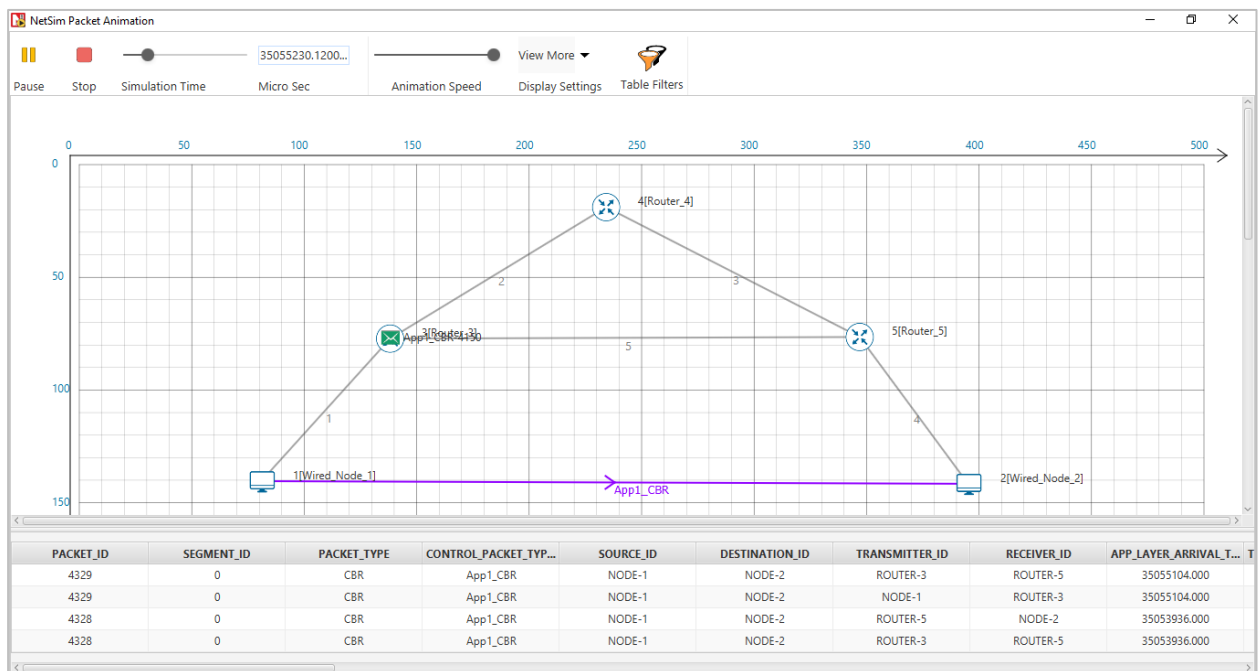 NetSim Packet Animation
35055230.1200...
View More
Pause Stop Simulation Time Micro Sec Animation Speed Display Settings Table Filters
0 50 100 150 200 250 300 350 400 450 500
0
4[Router_4]
50
2
3
3[Router_3]
5[Router_5]
App1_CBR-4150
5
100
1
4
1[Wired_Node_1]
2[Wired_Node_2]
App1_CBR
150
PACKET_ID SEGMENT_ID PACKET_TYPE CONTROL_PACKET_TYP... SOURCE_ID DESTINATION_ID TRANSMITTER_ID RECEIVER_ID APP_LAYER_ARRIVAL_T... T
4329 0 CBR App1_CBR NODE-1 NODE-2 ROUTER-3 ROUTER-5 35055104.000
4329 0 CBR App1_CBR NODE-1 NODE-2 NODE-1 ROUTER-3 35055104.000
4328 0 CBR App1_CBR NODE-1 NODE-2 ROUTER-5 NODE-2 35053936.000
4328 0 CBR App1_CBR NODE-1 NODE-2 ROUTER-3 ROUTER-5 35053936.000